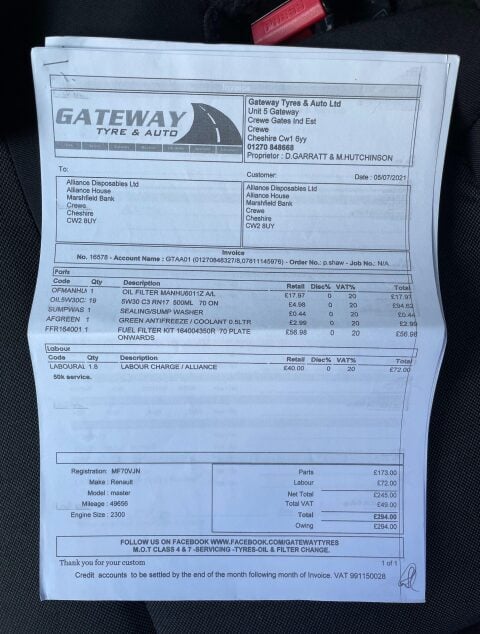 Invoice
GATEWAY
TYRE & AUTO
Gateway Tyres & Auto Ltd
Unit 5 Gateway
Crewe Gates Ind Est
Crewe
Cheshire Cw1 6yy
01270 848668
Proprietor : D.GARRATT & M.HUTCHINSON
To:
Customer:
Date : 05/07/2021
Alliance Disposables Ltd
Alliance House
Marshfield Bank
Crewe
Cheshire
CW2 8UY
Alliance Disposables Ltd
Alliance House
Marshfield Bank
Crewe
Cheshire
CW2 8UY
Invoice
No. 16578 - Account Name : GTAA01 (01270846327/8,07811145976) - Order No.: p.shaw - Job No.: N/A
Parts
Code Qty Description Retail Disc% VAT% Total
OFMANHU 1 OIL FILTER MANHU6011Z A/L £17.97 0 20 £17.97
OIL5W30C 19 5W30 C3 RN17 500ML 70 ON £4.98 0 20 £94.62
SUMPWAS 1 SEALING/SUMP WASHER £0.44 0 20 £0.44
AFGREEN 1 GREEN ANTIFREEZE / COOLANT 0.5LTR £2.99 0 20 £2.99
FFR164001 1 FUEL FILTER KIT 164004350R 70 PLATE £56.98 0 20 £56.98
ONWARDS
Labour
Code Qty Description Retail Disc% VAT% Total
LABOURAL 1.8 LABOUR CHARGE / ALLIANCE £40.00 0 20 £72.00
50k service.
Registration: MF70VJN
Make : Renault
Model : master
Mileage : 49656
Engine Size : 2300
Parts £173.00
Labour £72.00
Net Total £245.00
Total VAT £49.00
Total £294.00
Owing £294.00
FOLLOW US ON FACEBOOK WWW.FACEBOOK.COM/GATEWAYTYRES
M.O.T CLASS 4 & 7 -SERVICING -TYRES-OIL & FILTER CHANGE.
Thank you for your custom
1 of 1
Credit accounts to be settled by the end of the month following month of Invoice. VAT 991150028